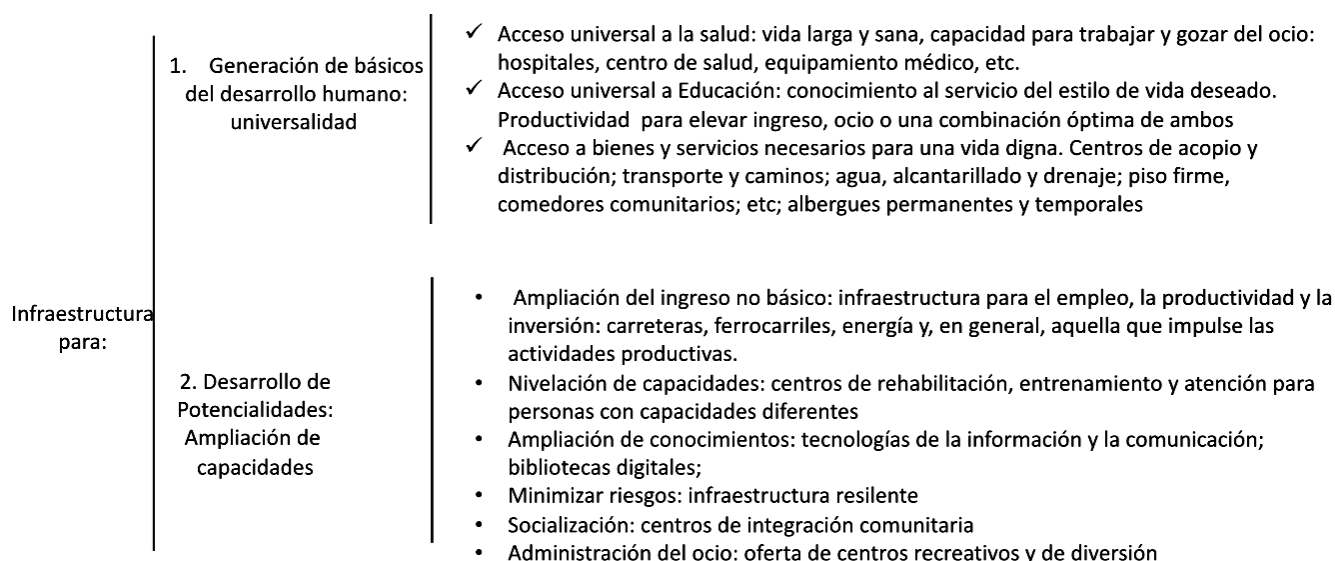 Infraestructura
para:
1. Generación de básicos
del desarrollo humano:
universalidad
✓ Acceso universal a la salud: vida larga y sana, capacidad para trabajar y gozar del ocio:
hospitales, centro de salud, equipamiento médico, etc.
✓ Acceso universal a Educación: conocimiento al servicio del estilo de vida deseado.
Productividad para elevar ingreso, ocio o una combinación óptima de ambos
✓ Acceso a bienes y servicios necesarios para una vida digna. Centros de acopio y
distribución; transporte y caminos; agua, alcantarillado y drenaje; piso firme,
comedores comunitarios; etc; albergues permanentes y temporales
2. Desarrollo de
Potencialidades:
Ampliación de
capacidades
• Ampliación del ingreso no básico: infraestructura para el empleo, la productividad y la
inversión: carreteras, ferrocarriles, energía y, en general, aquella que impulse las
actividades productivas.
• Nivelación de capacidades: centros de rehabilitación, entrenamiento y atención para
personas con capacidades diferentes
• Ampliación de conocimientos: tecnologías de la información y la comunicación;
bibliotecas digitales;
• Minimizar riesgos: infraestructura resilente
• Socialización: centros de integración comunitaria
• Administración del ocio: oferta de centros recreativos y de diversión